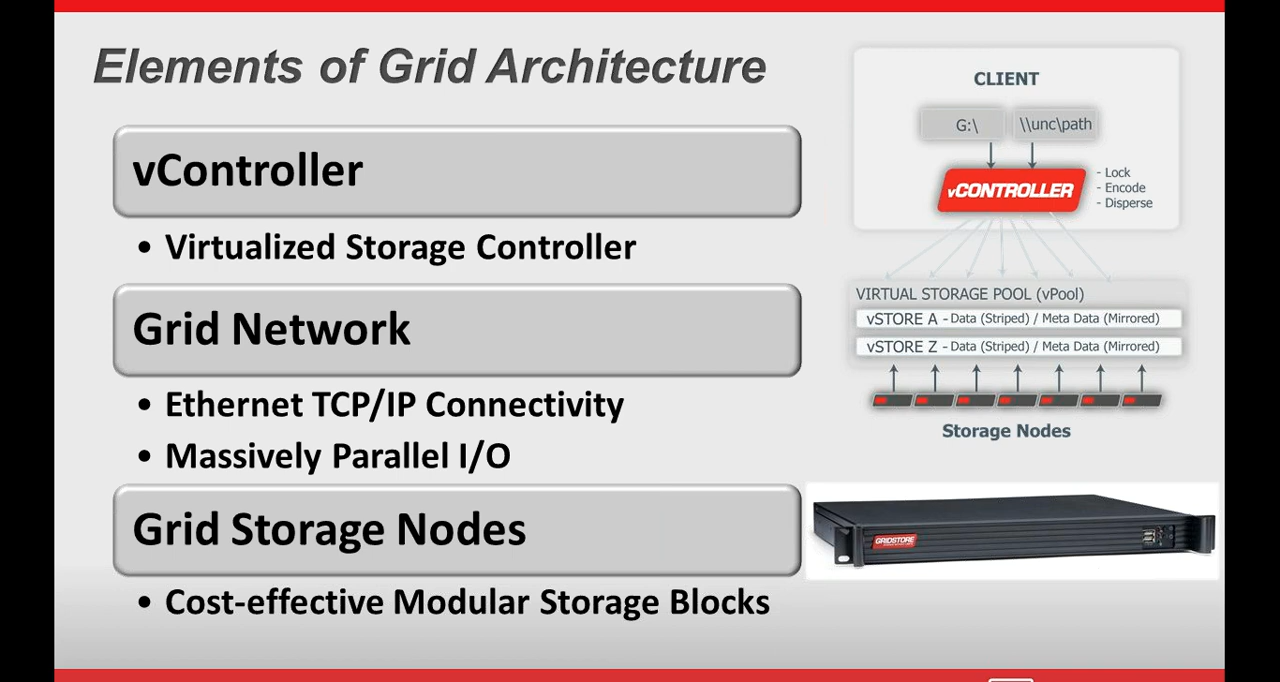 Elements of Grid Architecture
vController
• Virtualized Storage Controller
Grid Network
• Ethernet TCP/IP Connectivity
• Massively Parallel I/O
Grid Storage Nodes
• Cost-effective Modular Storage Blocks
CLIENT
G:\ \\unc\path
vCONTROLLER
- Lock
- Encode
- Disperse
VIRTUAL STORAGE POOL (vPool)
vSTORE A - Data (Striped) / Meta Data (Mirrored)
vSTORE Z - Data (Striped) / Meta Data (Mirrored)
Storage Nodes
GRIDSTORE